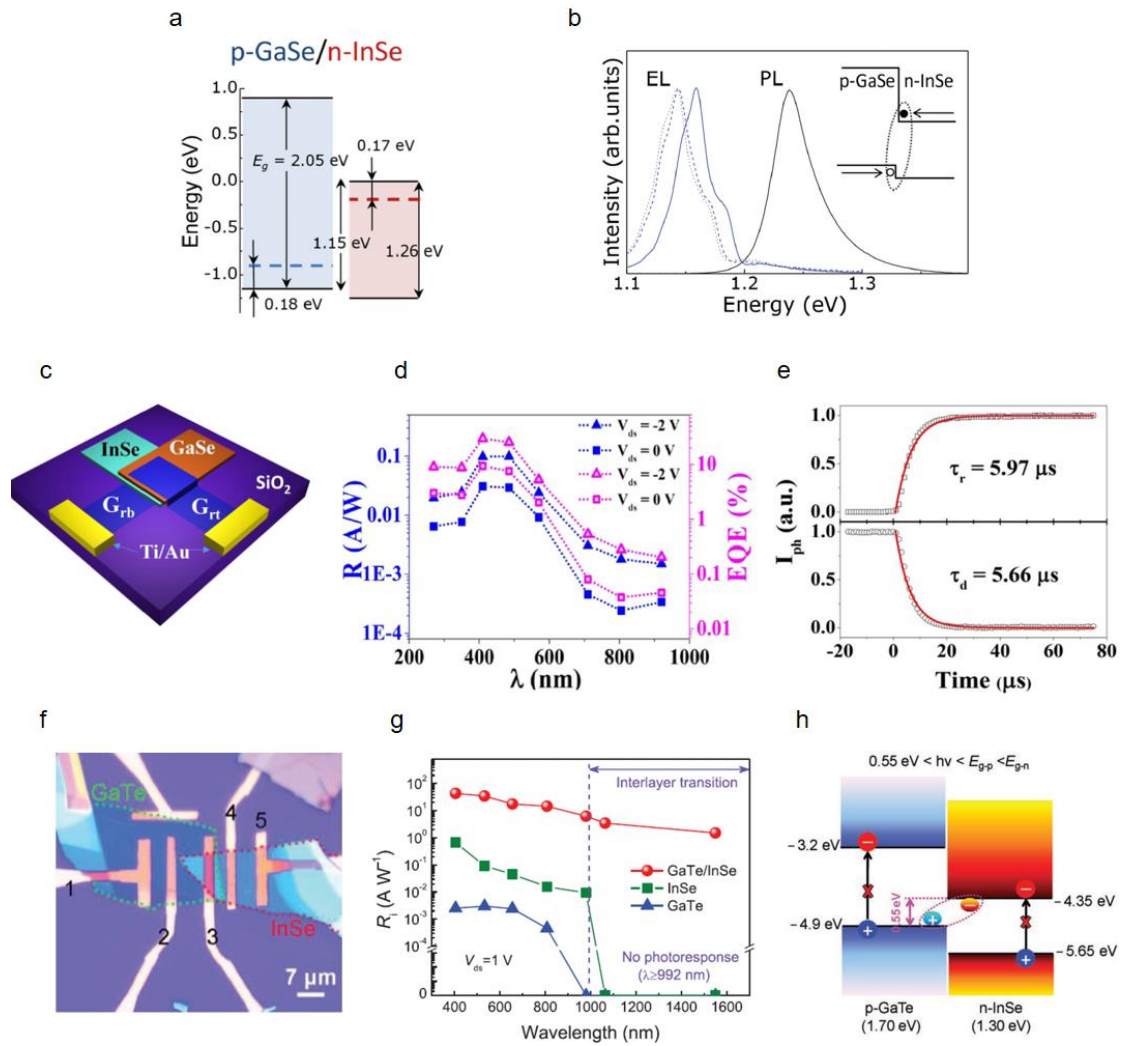 a
p-GaSe/n-InSe
1.0
0.5
0.0
-0.5
-1.0
Energy (eV)
E_g = 2.05 eV
0.17 eV
1.15 eV
1.26 eV
0.18 eV
b
EL
PL
p-GaSe
n-InSe
Intensity (arb.units)
1.1
1.2
1.3
Energy (eV)
c
InSe
GaSe
SiO2
Grb
Grt
Ti/Au
d
R (A/W)
0.1
0.01
1E-3
1E-4
Vds = -2 V
Vds = 0 V
Vds = -2 V
Vds = 0 V
10
1
0.1
0.01
EQE (%)
200
400
600
800
1000
λ (nm)
e
Iph (a.u.)
1.0
0.5
0.0
τr = 5.97 μs
1.0
0.5
0.0
τd = 5.66 μs
-20
0
20
40
60
80
Time (μs)
f
GaTe
InSe
1
2
3
4
5
7 μm
g
Ri (A W⁻¹)
10³
10²
10¹
10⁰
10⁻¹
10⁻²
10⁻³
10⁻⁴
0
Interlayer transition
GaTe/InSe
InSe
GaTe
Vds=1 V
No photoresponse
(λ≥992 nm)
400
600
800
1000
1200
1400
1600
Wavelength (nm)
h
0.55 eV < hν < Eg-p <Eg-n
-3.2
-4.9
0.55 eV
-4.35
-5.65 eV
p-GaTe
(1.70 eV)
n-InSe
(1.30 eV)